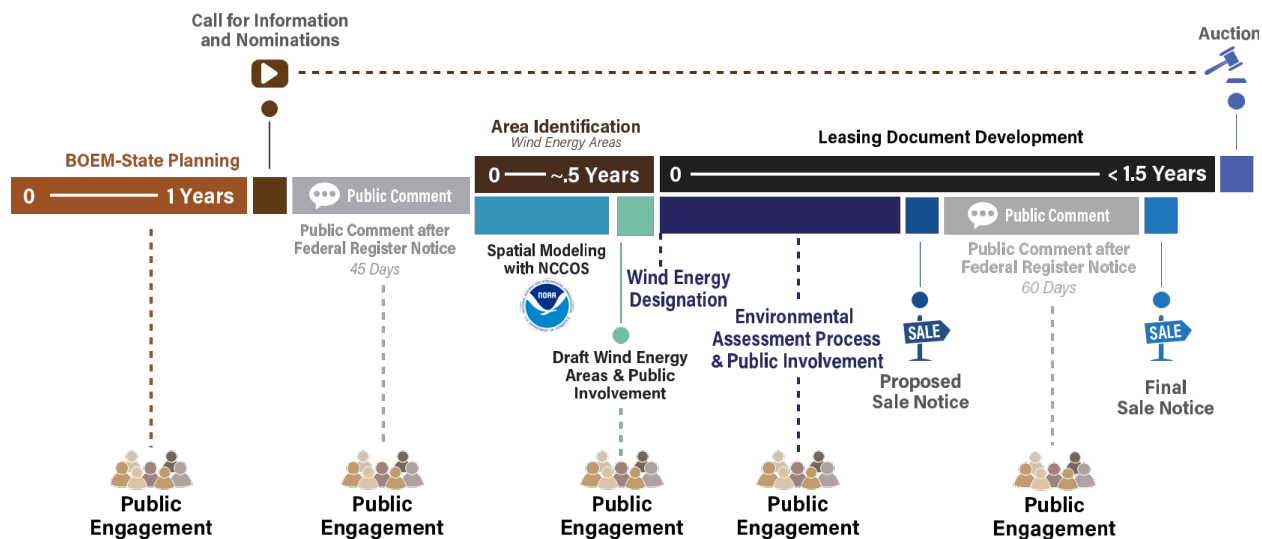 Call for Information
and Nominations
Auction
BOEM-State Planning
0 1 Years
Public Comment
Public Comment after
Federal Register Notice
45 Days
Area Identification
Wind Energy Areas
0 ~.5 Years
Spatial Modeling
with NCCOS
NOAA
Draft Wind Energy
Areas & Public
Involvement
Leasing Document Development
0 < 1.5 Years
Wind Energy
Designation
Environmental
Assessment Process
& Public Involvement
SALE
Proposed
Sale Notice
Public Comment
Public Comment after
Federal Register Notice
60 Days
SALE
Final
Sale Notice
Public
Engagement
Public
Engagement
Public
Engagement
Public
Engagement
Public
Engagement